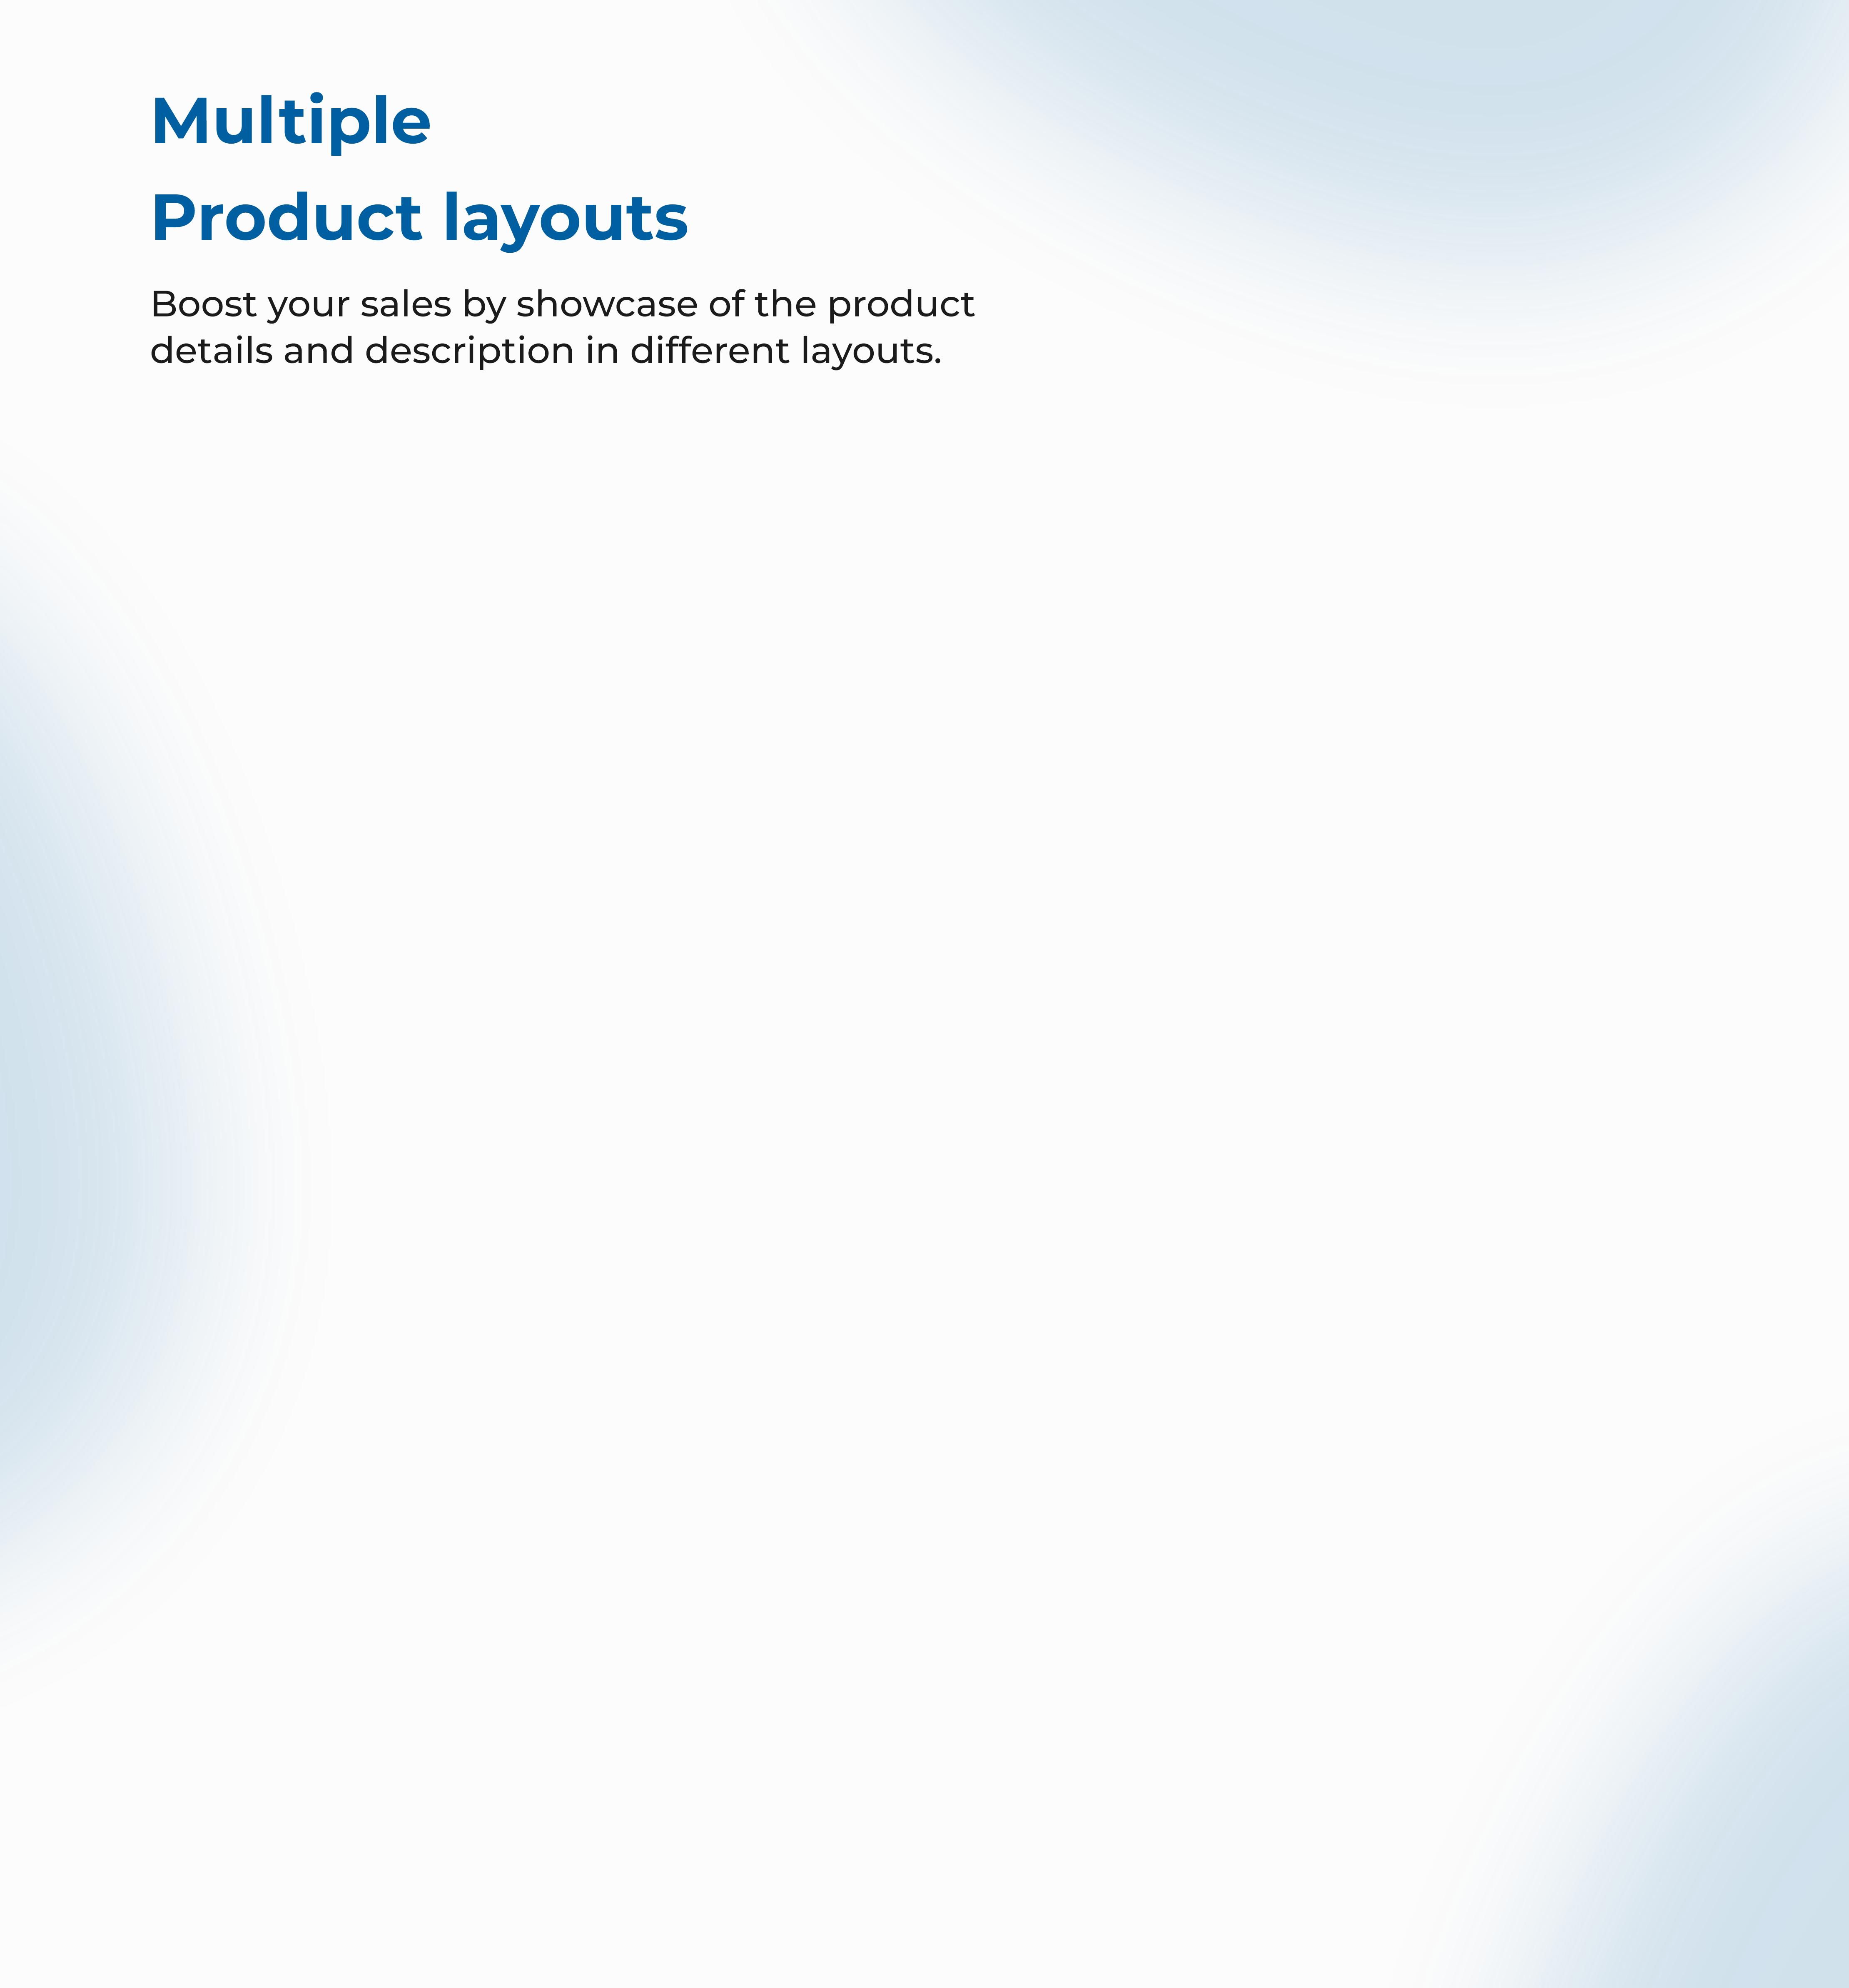 Multiple
Product layouts
Boost your sales by showcase of the product
details and description in different layouts.